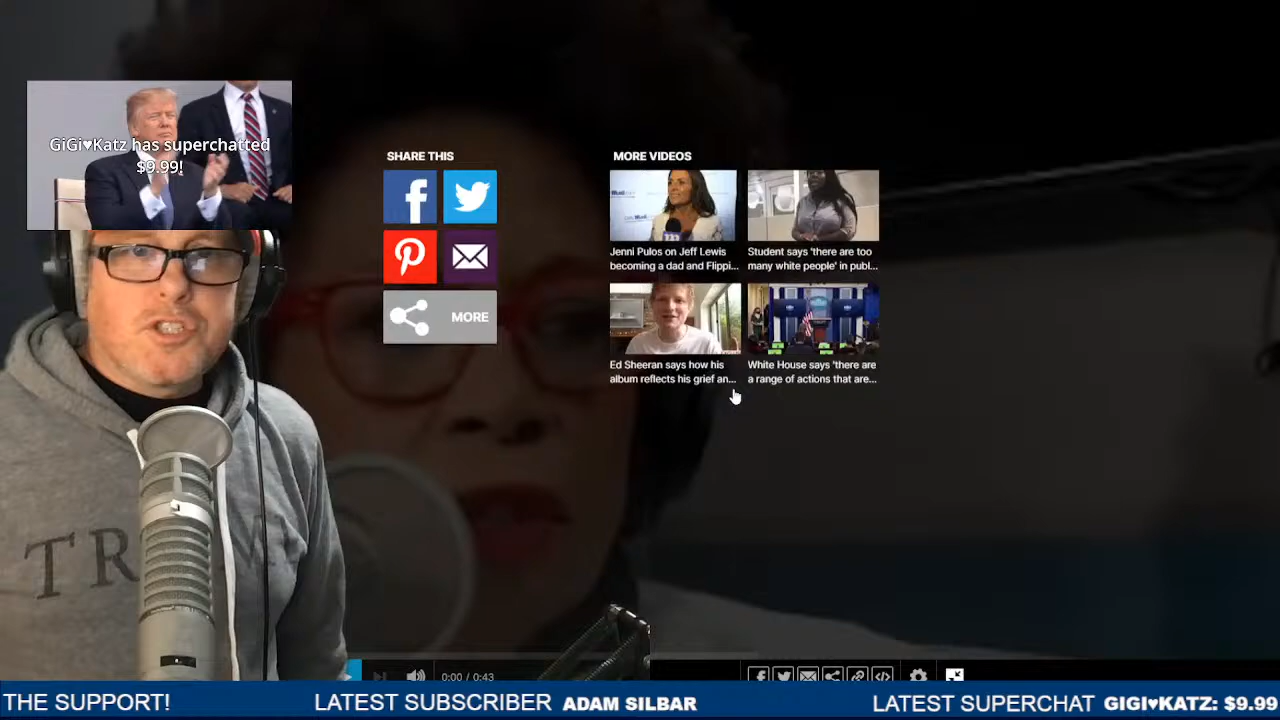 GiGi♥Katz has superchatted
$9.99!
SHARE THIS
MORE
MORE VIDEOS
Jenni Pulos on Jeff Lewis
becoming a dad and Flippi...
Student says 'there are too
many white people' in publ...
Ed Sheeran says how his
album reflects his grief an...
White House says 'there are
a range of actions that are...
0:00 / 0:43
THE SUPPORT!
LATEST SUBSCRIBER ADAM SILBAR
LATEST SUPERCHAT GIGI♥KATZ: $9.99